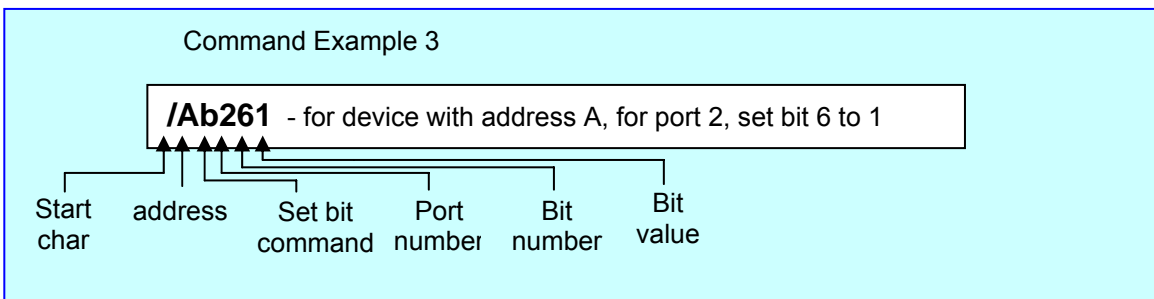 Command Example 3
/Ab261 - for device with address A, for port 2, set bit 6 to 1
Start char
address
Set bit command
Port number
Bit number
Bit value